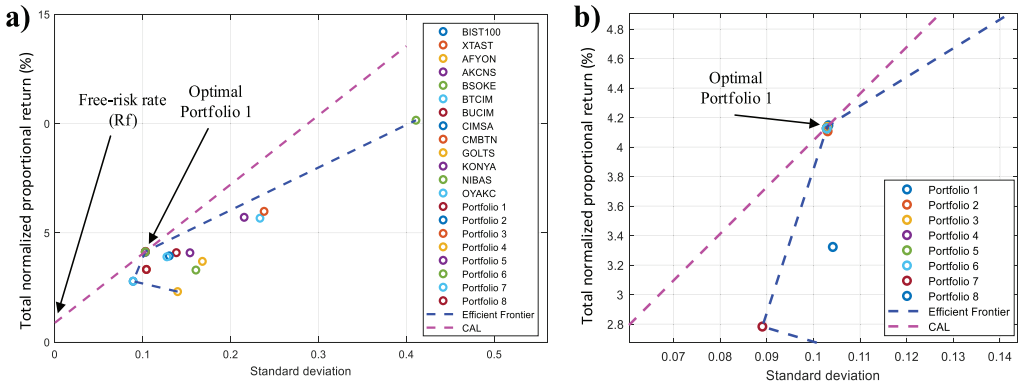 a)
15
0
5
0
0
0.1
0.2
0.3
0.4
0.5
Total normalized proportional return (%)
Standard deviation
Free-risk rate
(Rf)
Optimal
Portfolio 1
BIST100
XTAST
AFYON
AKCNS
BSOKE
BTCIM
BUCIM
CIMSA
CMBTN
GOLTS
KONYA
NIBAS
OYAKC
Portfolio 1
Portfolio 2
Portfolio 3
Portfolio 4
Portfolio 5
Portfolio 6
Portfolio 7
Portfolio 8
Efficient Frontier
CAL
b)
4.8
4.6
4.4
4.2
4
3.8
3.6
3.4
3.2
3
2.8
0.07
0.08
0.09
0.1
0.11
0.12
0.13
0.14
Total normalized proportional return (%)
Standard deviation
Optimal
Portfolio 1
Portfolio 1
Portfolio 2
Portfolio 3
Portfolio 4
Portfolio 5
Portfolio 6
Portfolio 7
Portfolio 8
Efficient Frontier
CAL